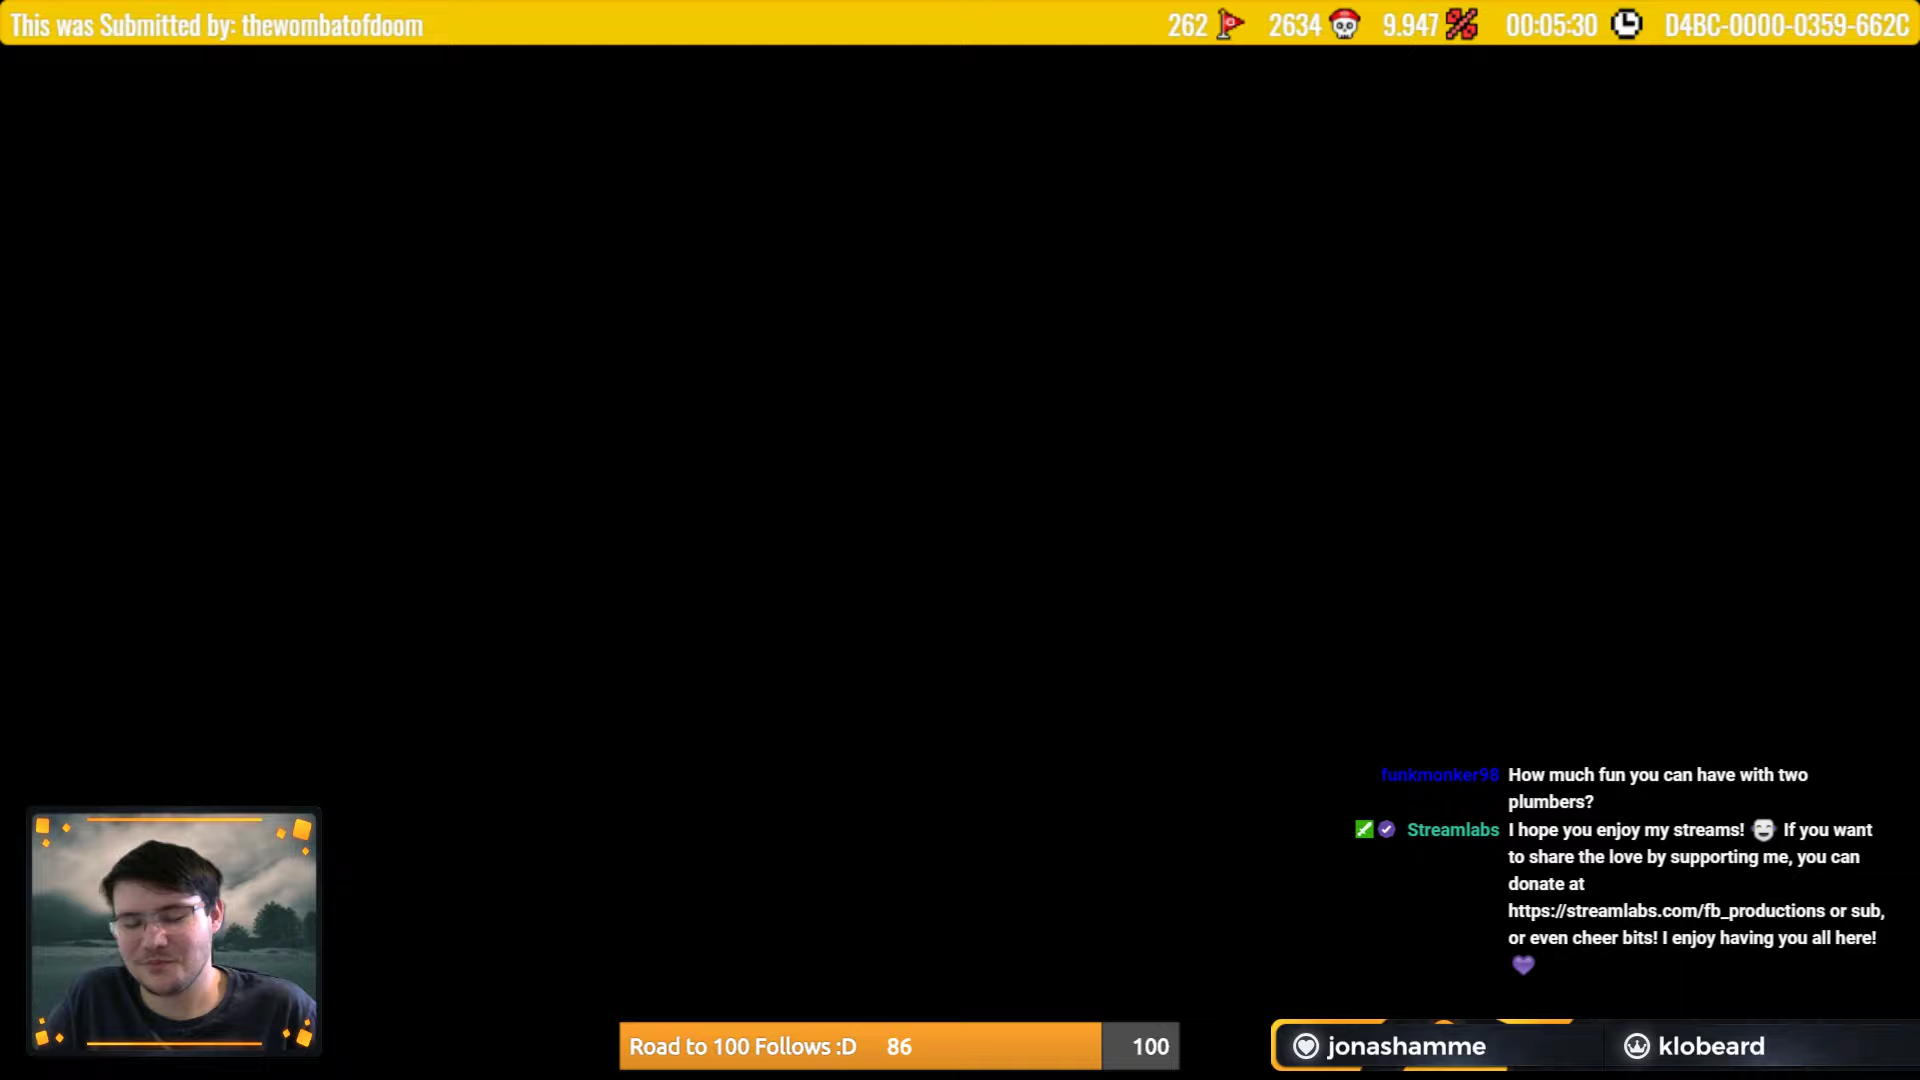 This was Submitted by: thewombatofdoom
262 2634 9.947 00:05:30 D4BC-0000-0359-662C
funkmonker98 How much fun you can have with two
plumbers?
Streamlabs I hope you enjoy my streams! If you want
to share the love by supporting me, you can
donate at
https://streamlabs.com/fb_productions or sub,
or even cheer bits! I enjoy having you all here!
Road to 100 Follows :D 86 100
jonashamme klobeard